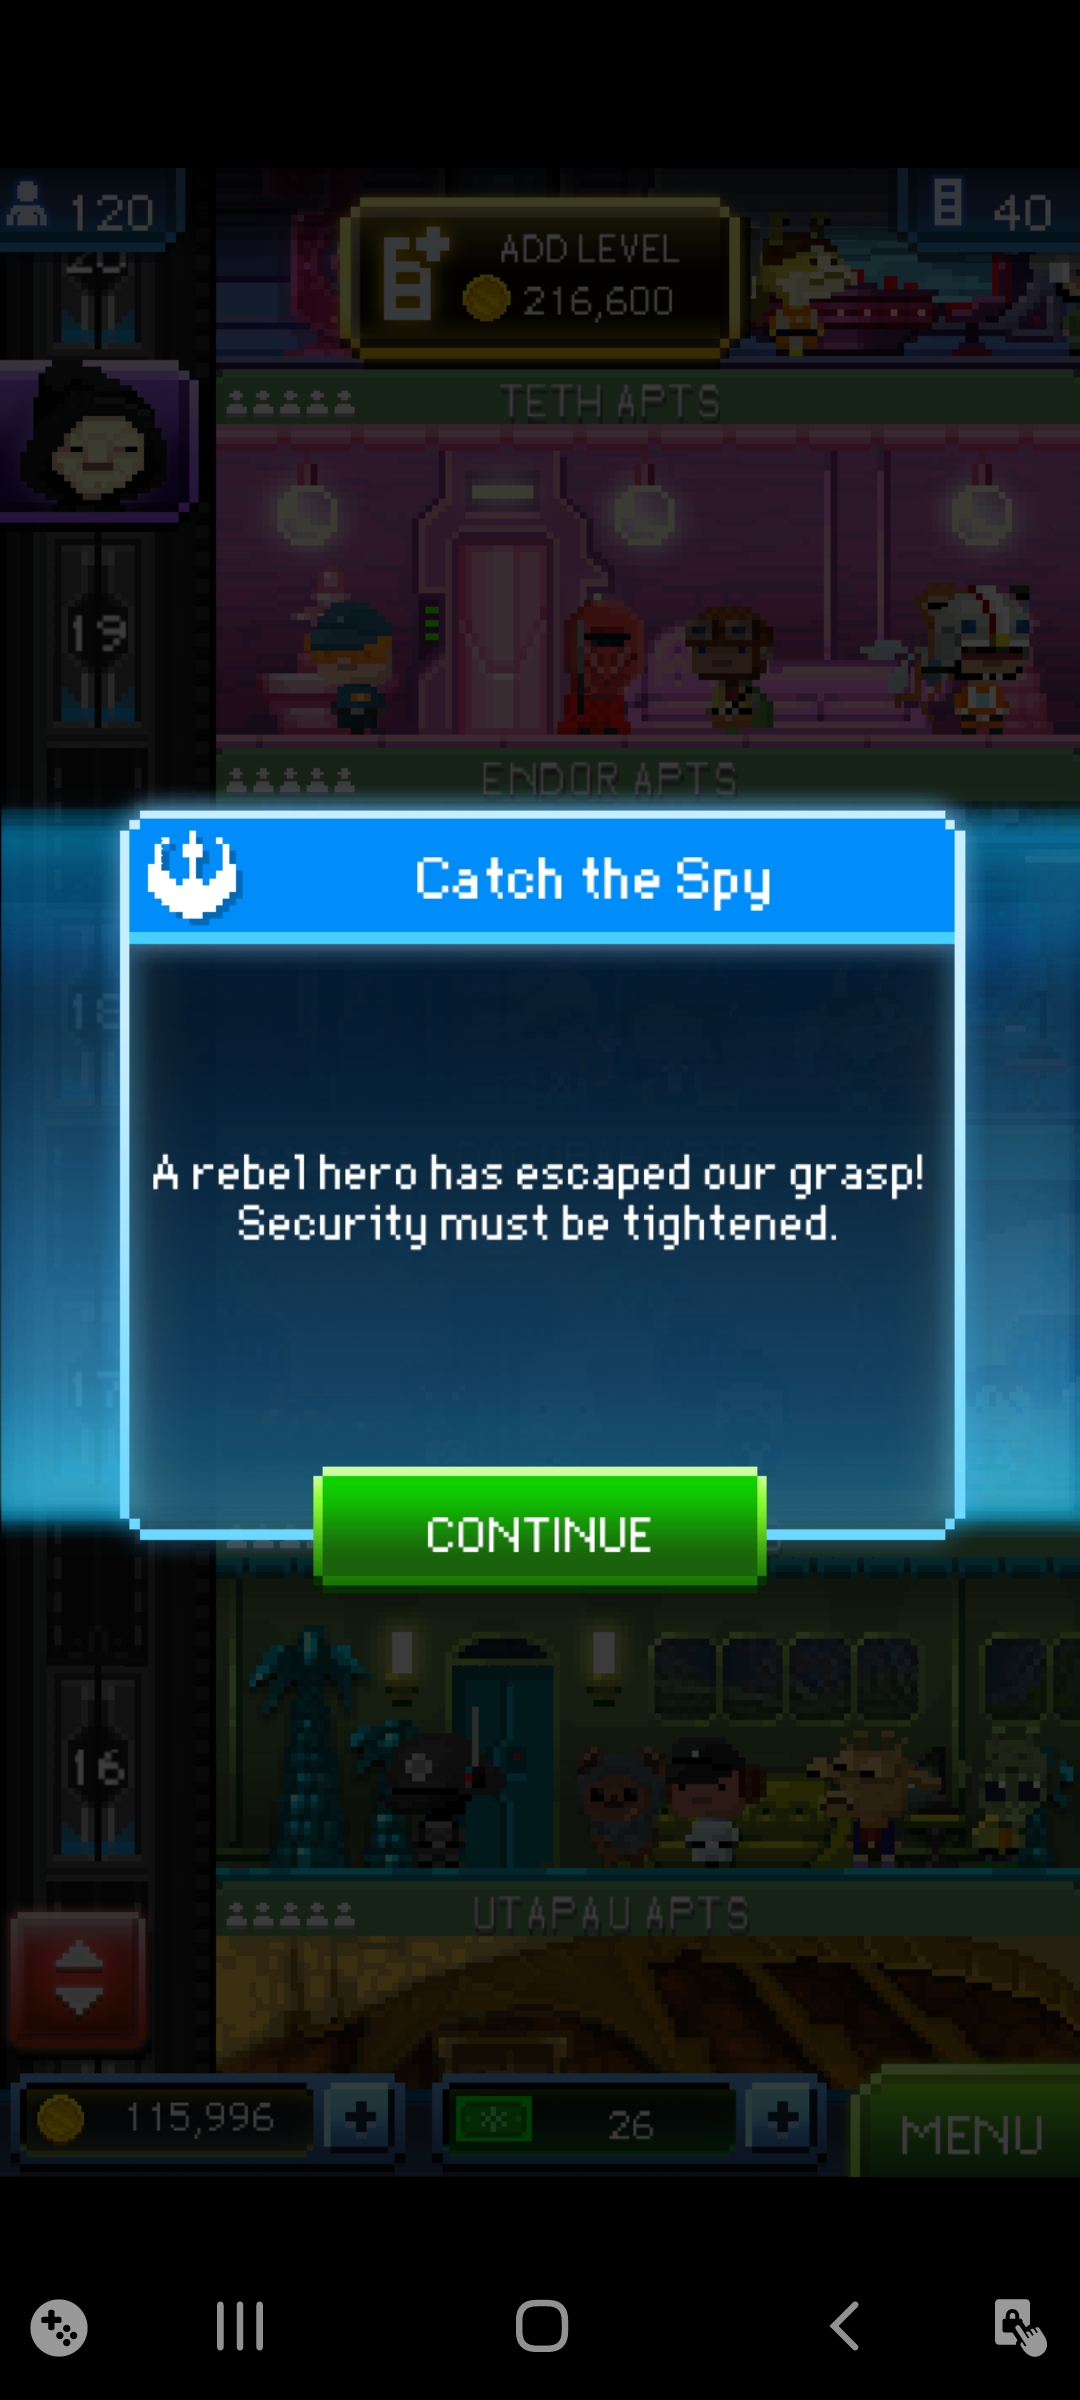 120
40
ADD LEVEL
216,600
20
TETH APTS
19
ENDOR APTS
Catch the Spy
18
A rebel hero has escaped our grasp!
Security must be tightened.
17
CONTINUE
16
UTAPAU APTS
115,996
26
MENU